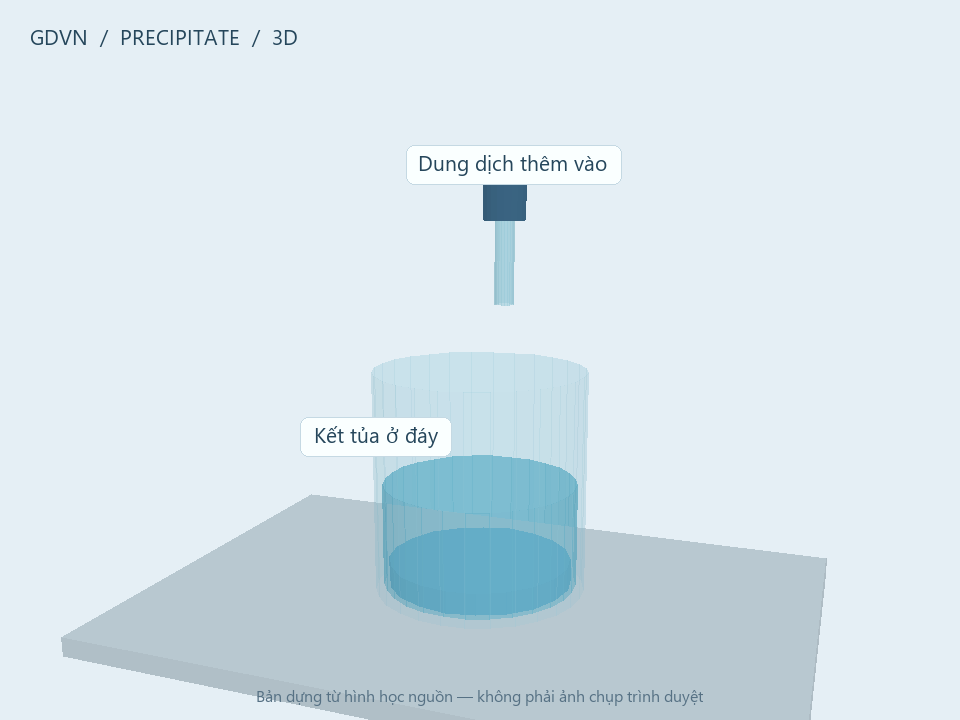 GDVN / PRECIPITATE / 3D
Dung dịch thêm vào
Kết tủa ở đáy
Bản dựng từ hình học nguồn — không phải ảnh chụp trình duyệt